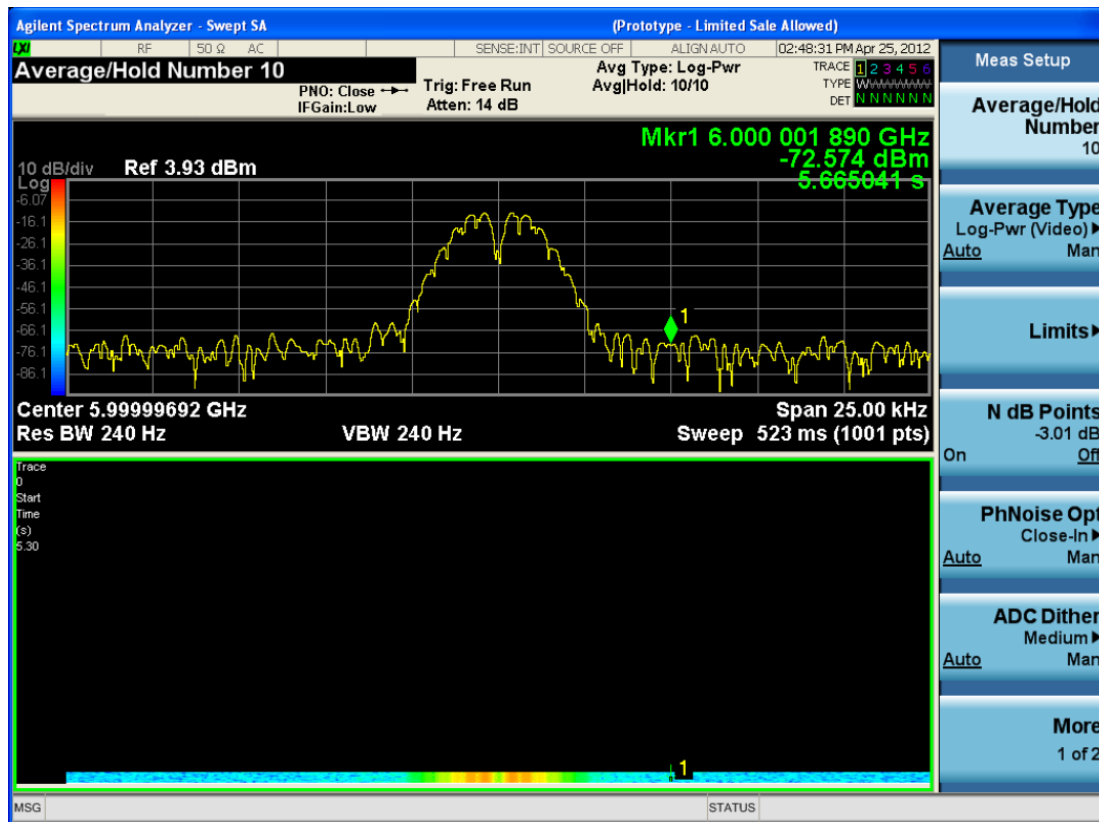 Agilent Spectrum Analyzer - Swept SA (Prototype - Limited Sale Allowed)
LXI RF 50 Ω AC SENSE:INT SOURCE OFF ALIGN AUTO 02:48:31 PM Apr 25, 2012
Average/Hold Number 10
PNO: Close
IFGain:Low
Trig: Free Run
Atten: 14 dB
Avg Type: Log-Pwr
Avg|Hold: 10/10
TRACE 1 2 3 4 5 6
TYPE WWWWWW
DET N N N N N N
Mkr1 6.000 001 890 GHz
-72.574 dBm
5.665041 s
10 dB/div Ref 3.93 dBm
Log
-6.07
-16.1
-26.1
-36.1
-46.1
-56.1
-66.1
-76.1
-86.1
1
Center 5.99999692 GHz Span 25.00 kHz
Res BW 240 Hz VBW 240 Hz Sweep 523 ms (1001 pts)
Trace
0
Start
Time
(s)
5.30
1
MSG STATUS
Meas Setup
Average/Hold
Number
10
Average Type
Log-Pwr (Video)
Auto Man
Limits
N dB Points
-3.01 dB
On Off
PhNoise Opt
Close-In
Auto Man
ADC Dither
Medium
Auto Man
More
1 of 2